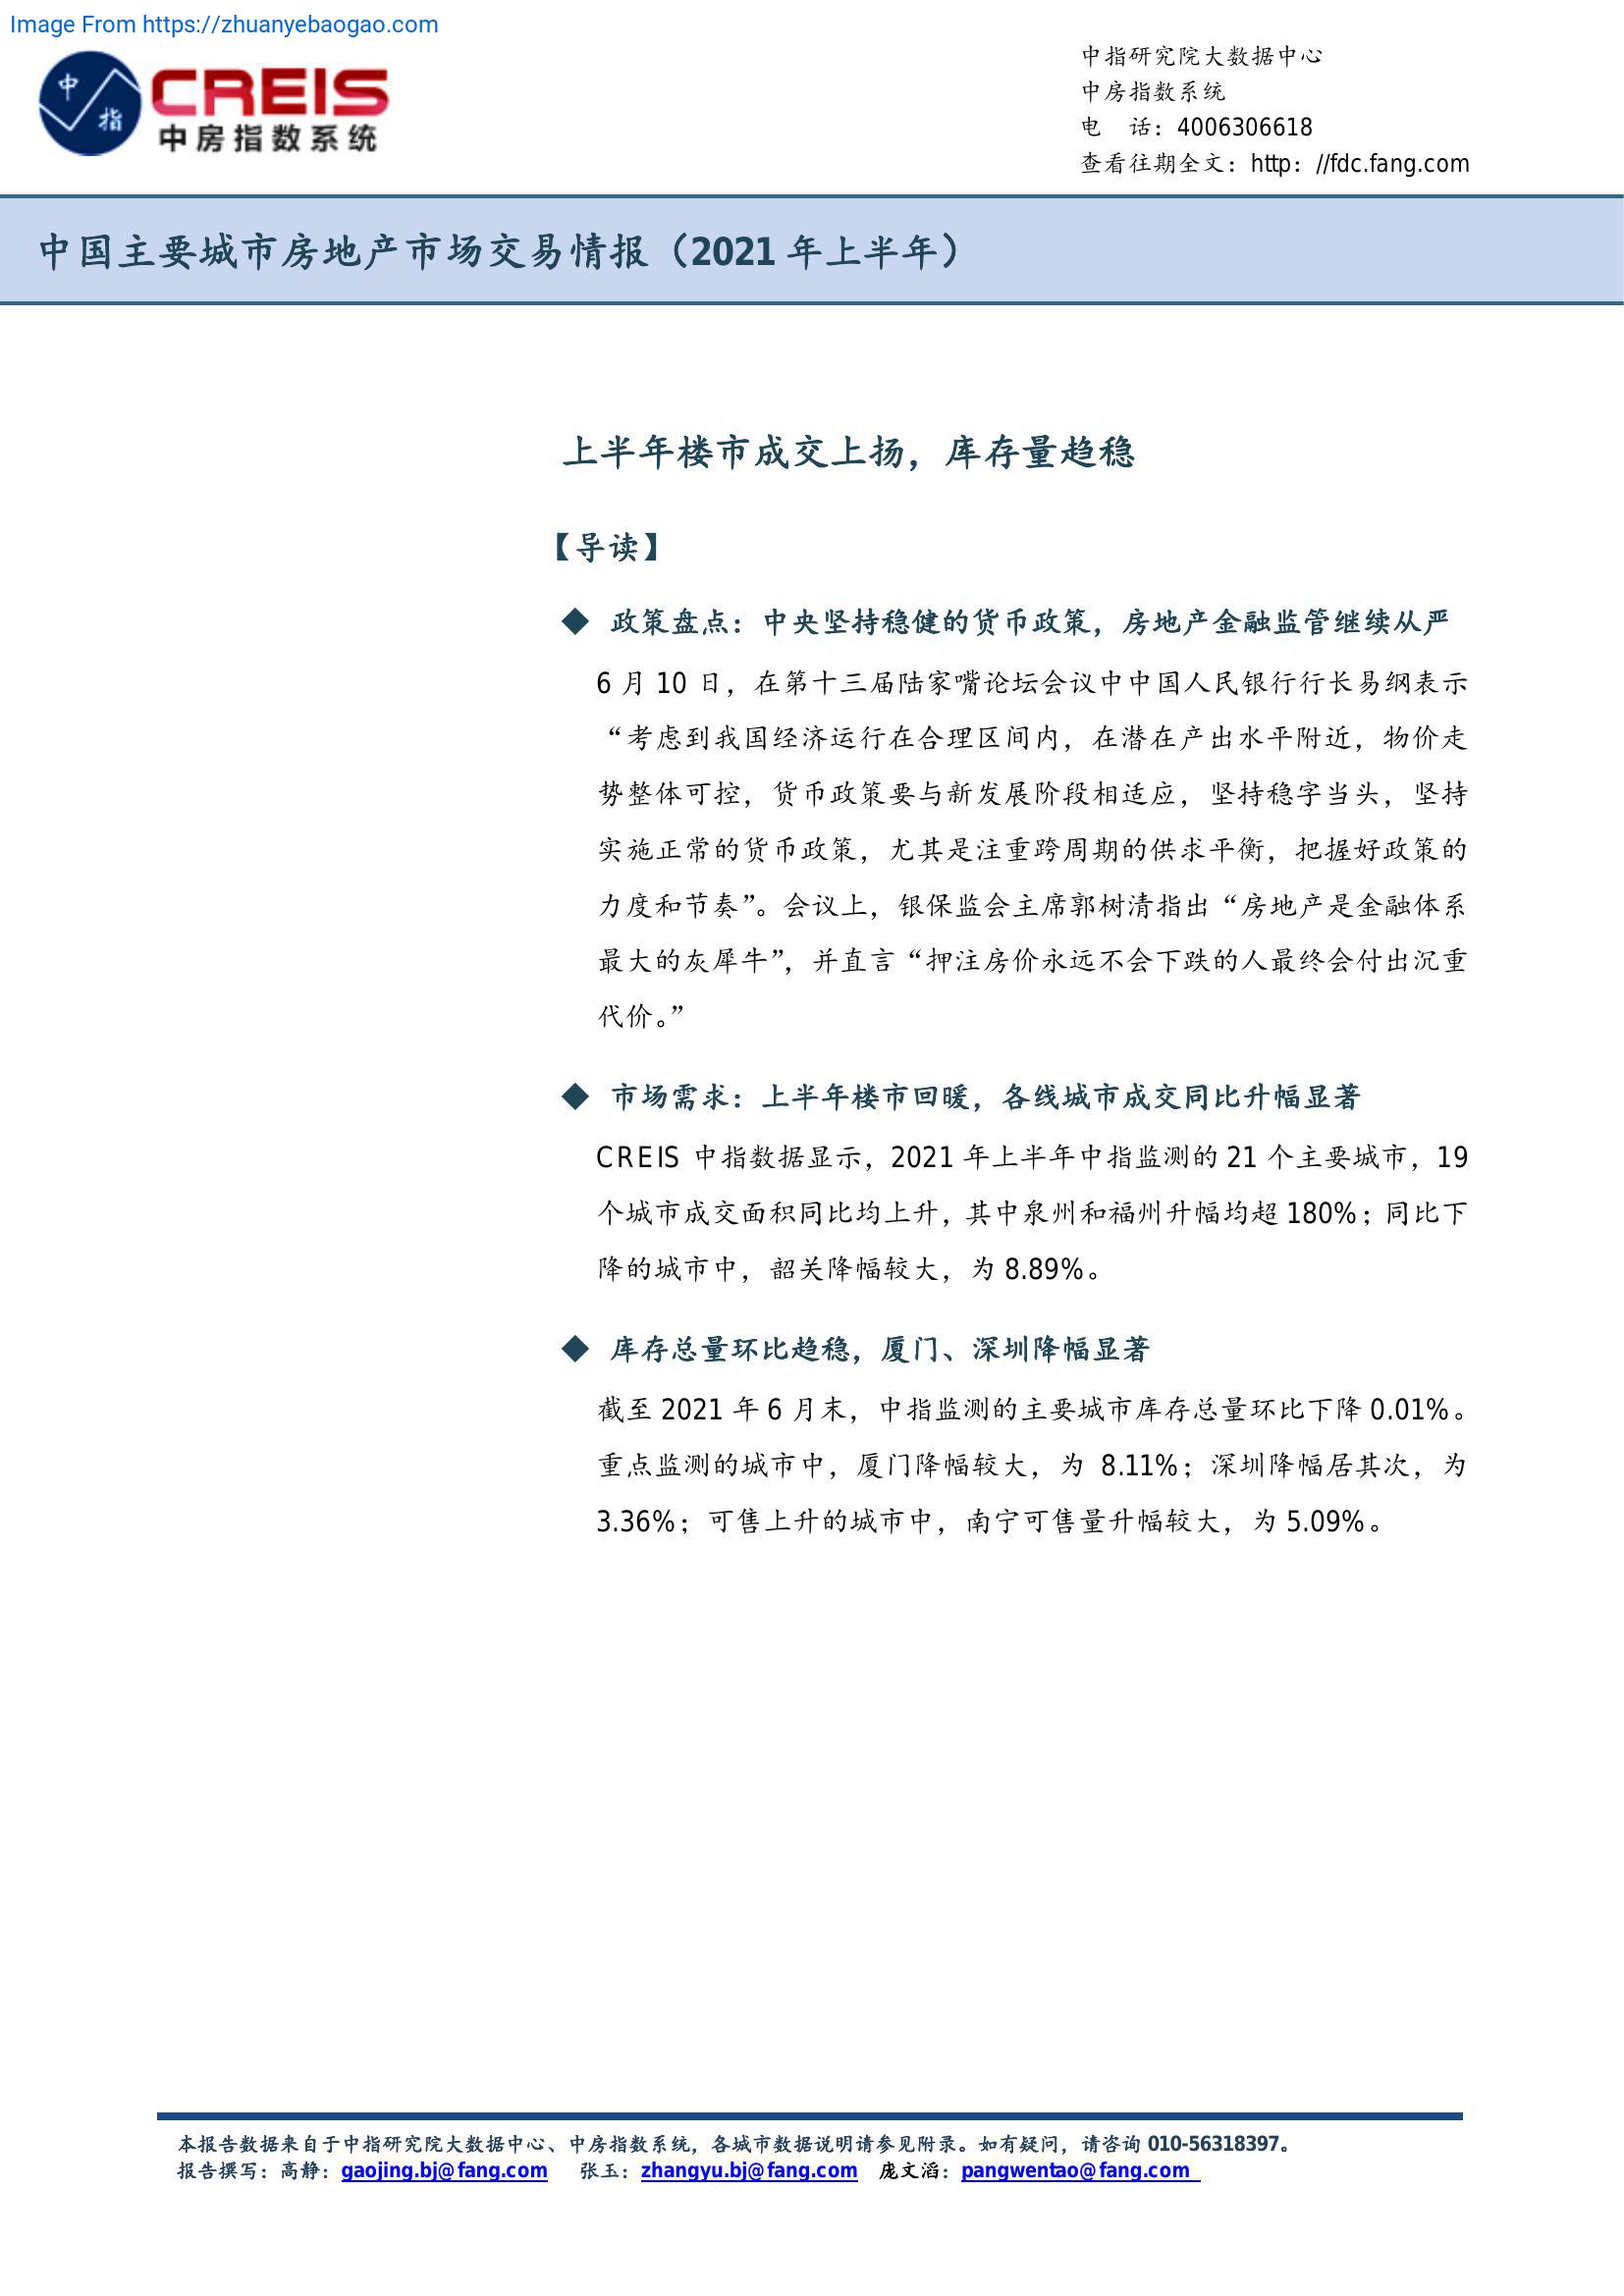 Image From https://zhuanyebaogao.com
中指
CREIS
中房指数系统
中指研究院大数据中心
中房指数系统
电 话：4006306618
查看往期全文：http：//fdc.fang.com
中国主要城市房地产市场交易情报（2021 年上半年）
上半年楼市成交上扬，库存量趋稳
【导读】
◆ 政策盘点：中央坚持稳健的货币政策，房地产金融监管继续从严
6 月 10 日，在第十三届陆家嘴论坛会议中中国人民银行行长易纲表示
“考虑到我国经济运行在合理区间内，在潜在产出水平附近，物价走
势整体可控，货币政策要与新发展阶段相适应，坚持稳字当头，坚持
实施正常的货币政策，尤其是注重跨周期的供求平衡，把握好政策的
力度和节奏”。会议上，银保监会主席郭树清指出“房地产是金融体系
最大的灰犀牛”，并直言“押注房价永远不会下跌的人最终会付出沉重
代价。”
◆ 市场需求：上半年楼市回暖，各线城市成交同比升幅显著
CREIS 中指数据显示，2021 年上半年中指监测的 21 个主要城市，19
个城市成交面积同比均上升，其中泉州和福州升幅均超 180%；同比下
降的城市中，韶关降幅较大，为 8.89%。
◆ 库存总量环比趋稳，厦门、深圳降幅显著
截至 2021 年 6 月末，中指监测的主要城市库存总量环比下降 0.01%。
重点监测的城市中，厦门降幅较大，为 8.11%；深圳降幅居其次，为
3.36%；可售上升的城市中，南宁可售量升幅较大，为 5.09%。
本报告数据来自于中指研究院大数据中心、中房指数系统，各城市数据说明请参见附录。如有疑问，请咨询 010-56318397。
报告撰写：高静：gaojing.bj@fang.com 张玉：zhangyu.bj@fang.com 庞文滔：pangwentao@fang.com